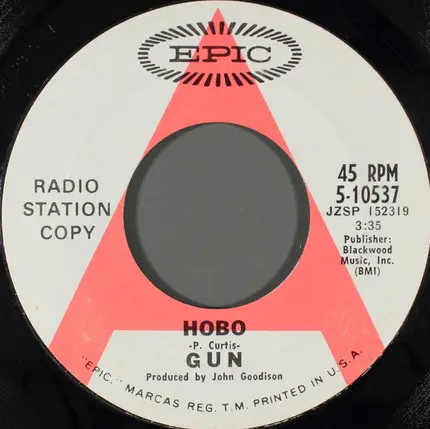 EPIC
RADIO
STATION
COPY
45 RPM
5-10537
JZSP 152319
3:35
Publisher:
Blackwood
Music, Inc.
(BMI)
A
HOBO
-P. Curtis-
GUN
Produced by John Goodison
"EPIC," MARCAS REG. T.M. PRINTED IN U.S.A.